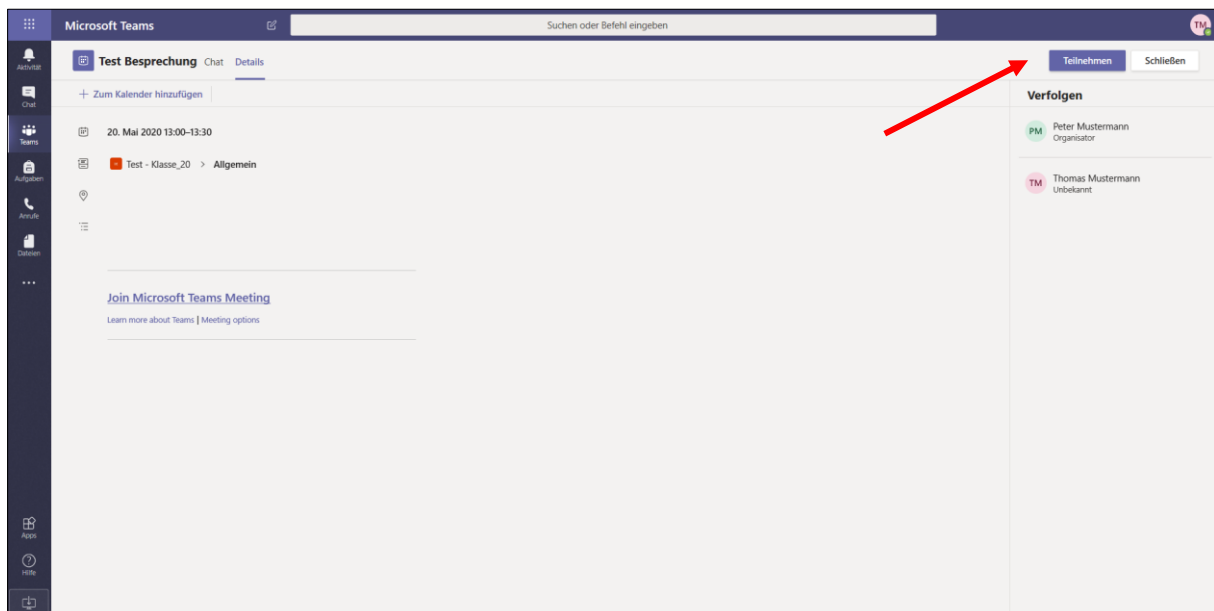 Microsoft Teams
Suchen oder Befehl eingeben
TM
Aktivität
Chat
Teams
Aufgaben
Anrufe
Dateien
Apps
Hilfe
Test Besprechung Chat Details
Teilnehmen Schließen
+ Zum Kalender hinzufügen
20. Mai 2020 13:00–13:30
Test - Klasse_20 > Allgemein
Join Microsoft Teams Meeting
Learn more about Teams | Meeting options
Verfolgen
PM
Peter Mustermann
Organisator
TM
Thomas Mustermann
Unbekannt